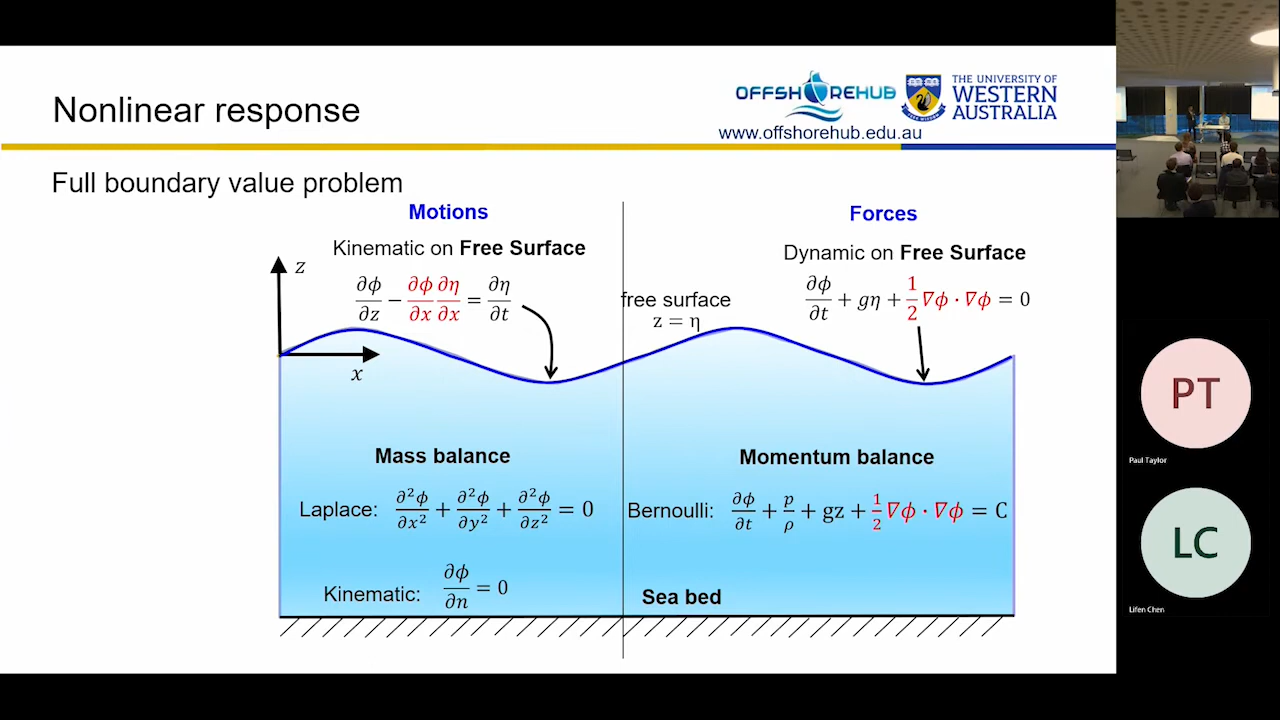 Nonlinear response
OFFSHOREHUB
www.offshorehub.edu.au
THE UNIVERSITY OF
WESTERN
AUSTRALIA
Full boundary value problem
Motions
Kinematic on Free Surface
∂ϕ/∂z − ∂ϕ/∂x ∂η/∂x = ∂η/∂t
Forces
Dynamic on Free Surface
∂ϕ/∂t + gη + 1/2 ∇ϕ · ∇ϕ = 0
free surface
z = η
z
x
Mass balance
Laplace: ∂²ϕ/∂x² + ∂²ϕ/∂y² + ∂²ϕ/∂z² = 0
Kinematic: ∂ϕ/∂n = 0
Momentum balance
Bernoulli: ∂ϕ/∂t + p/ρ + gz + 1/2 ∇ϕ · ∇ϕ = C
Sea bed
PT
Paul Taylor
LC
Lifen Chen